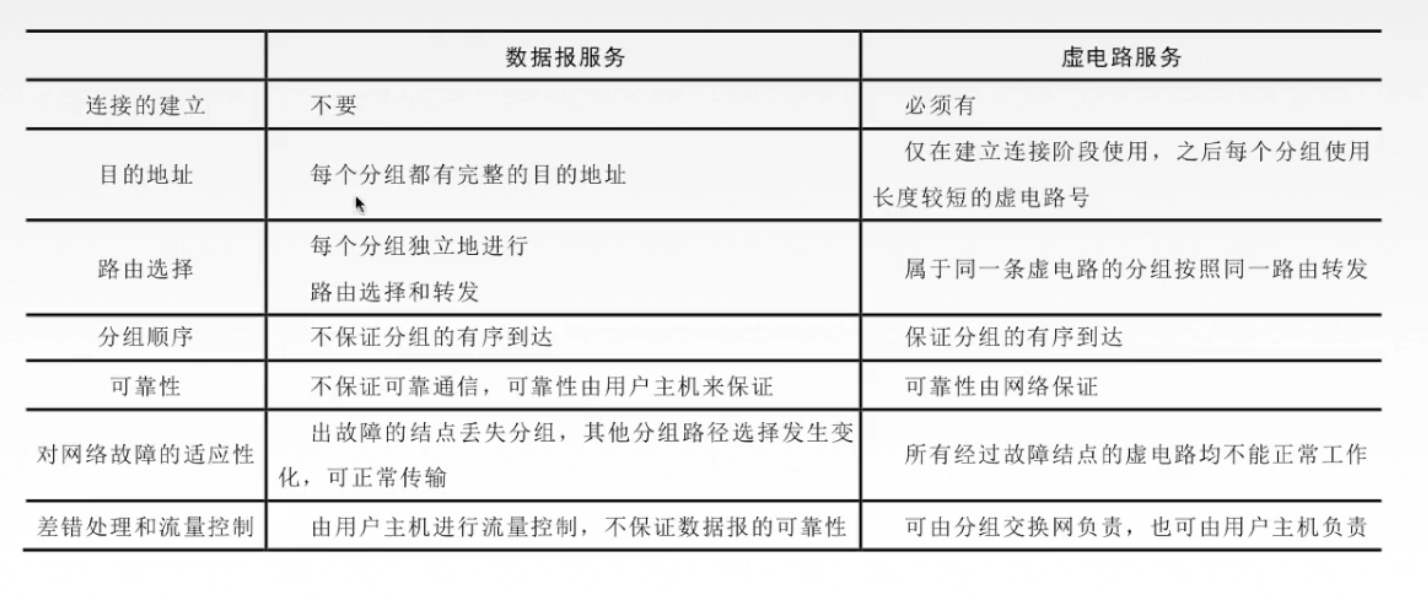 数据报服务 虚电路服务
连接的建立 不要 必须有
目的地址 每个分组都有完整的目的地址 仅在建立连接阶段使用，之后每个分组使用
长度较短的虚电路号
路由选择 每个分组独立地进行
路由选择和转发 属于同一条虚电路的分组按照同一路由转发
分组顺序 不保证分组的有序到达 保证分组的有序到达
可靠性 不保证可靠通信，可靠性由用户主机来保证 可靠性由网络保证
对网络故障的适应性 出故障的结点丢失分组，其他分组路径选择发生变
化，可正常传输 所有经过故障结点的虚电路均不能正常工作
差错处理和流量控制 由用户主机进行流量控制，不保证数据报的可靠性 可由分组交换网负责，也可由用户主机负责